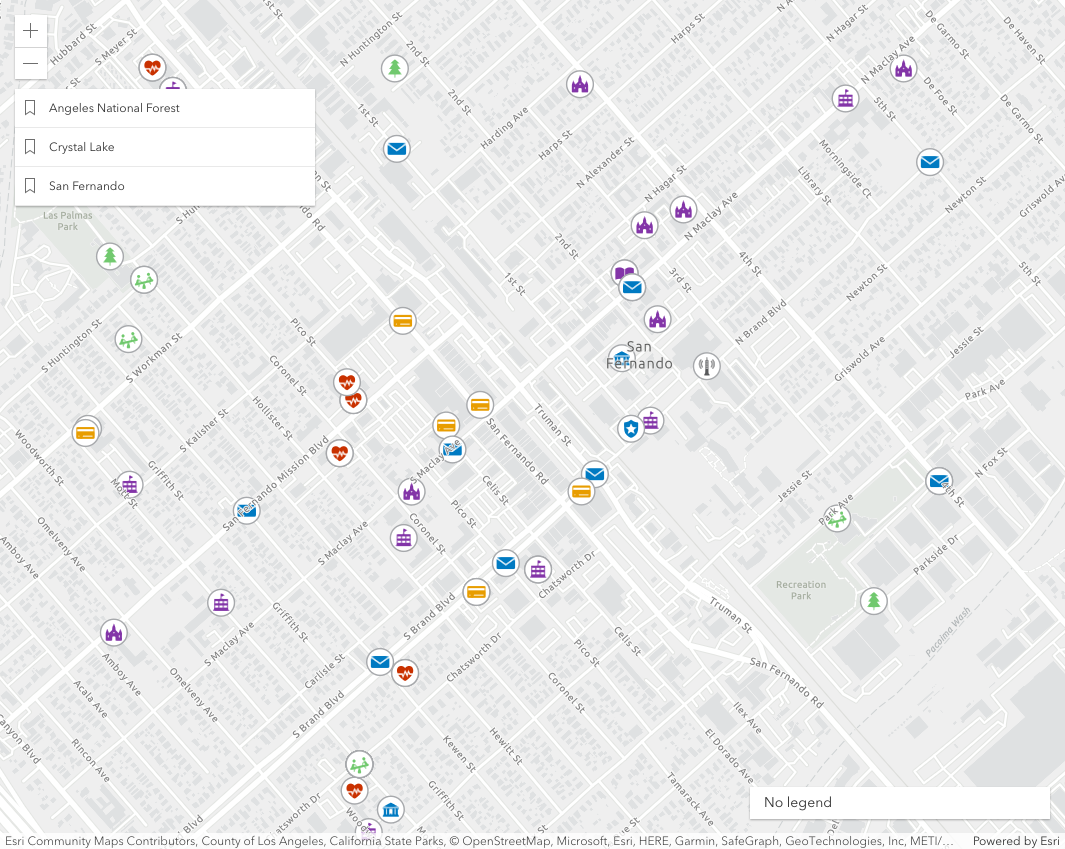 Hubbard St
S Meyer St
N Huntington St
2nd St
Harps St
N Hagar St
De Garmo St
De Haven St
N Maclay Ave
Angeles National Forest
Crystal Lake
San Fernando
1st St
2nd St
Harding Ave
Harps St
N Alexander St
5th St
De Foe St
De Garmo St
Morningside Ct
Library St
N Hagar St
Newton St
Las Palmas
Park
N Maclay Ave
2nd St
3rd St
4th St
5th St
1st St
Newton St
N Brand Blvd
Jessie St
Griswold Ave
San
Fernando
S Huntington St
S Workman St
Pico St
Coronel St
Hollister St
S Kalisher St
Truman St
San Fernando Rd
Park Ave
N Fox St
Woodworth St
Griffith St
Mott St
San Fernando Mission Blvd
S Maclay Ave
Celis St
Pico St
Coronel St
Jessie St
Park Ave
Parkside Dr
Omelveny Ave
Amboy Ave
S Maclay Ave
Chatsworth Dr
Recreation
Park
Truman St
Pacoima Wash
S Brand Blvd
Griffith St
S Maclay Ave
Carlisle St
Chatsworth Dr
Celis St
Pico St
Coronel St
San Fernando Rd
Amboy Ave
Acala Ave
Omelveny Ave
Rincon Ave
S Brand Blvd
Ilex Ave
El Dorado Ave
Kewen St
Hewitt St
Griffith St
Tamarack Ave
Chatsworth Dr
No legend
Esri Community Maps Contributors, County of Los Angeles, California State Parks, © OpenStreetMap, Microsoft, Esri, HERE, Garmin, SafeGraph, GeoTechnologies, Inc, METI/…
Powered by Esri